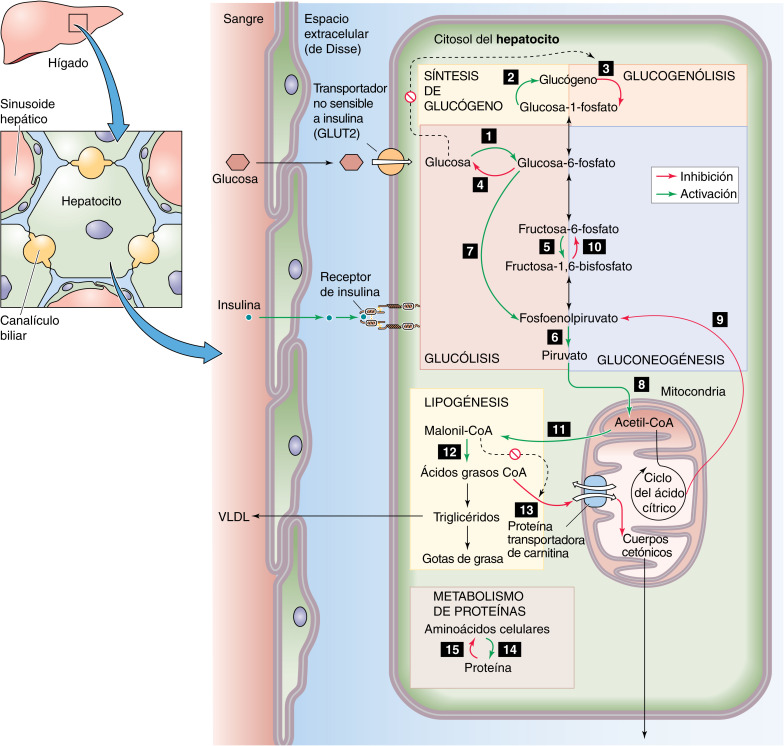 Hígado
Sinusoide
hepático
Hepatocito
Canalículo
biliar
Sangre
Espacio
extracelular
(de Disse)
Transportador
no sensible
a insulina
(GLUT2)
Glucosa
Insulina
Receptor
de insulina
VLDL
Citosol del hepatocito
SÍNTESIS
DE
GLUCÓGENO
2
Glucógeno
3
GLUCOGENÓLISIS
Glucosa-1-fosfato
1
Glucosa
Glucosa-6-fosfato
4
Inhibición
Activación
7
Fructosa-6-fosfato
5
10
Fructosa-1,6-bisfosfato
Fosfoenolpiruvato
9
6
Piruvato
GLUCÓLISIS
GLUCONEOGÉNESIS
8
Mitocondria
LIPOGÉNESIS
Acetil-CoA
Malonil-CoA
11
12
Ácidos grasos CoA
Ciclo
del ácido
cítrico
13
Triglicéridos
Proteína
transportadora
de carnitina
Cuerpos
cetónicos
Gotas de grasa
METABOLISMO
DE PROTEÍNAS
Aminoácidos celulares
15
14
Proteína